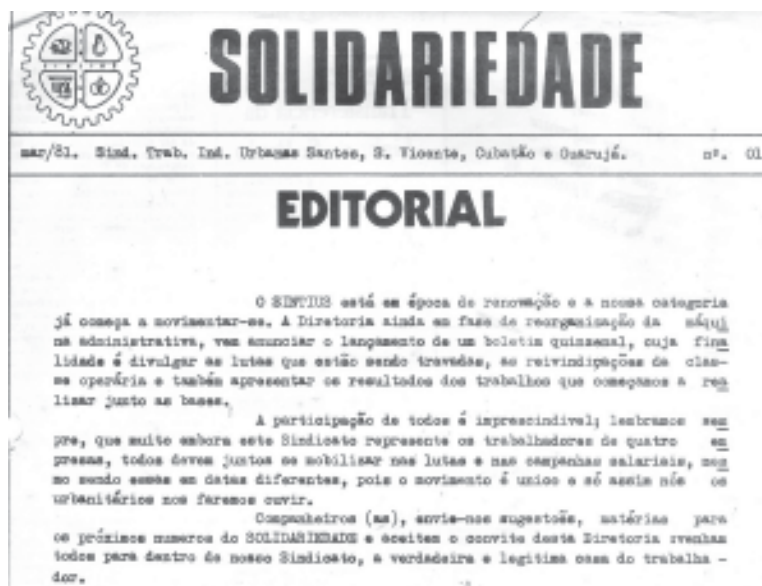 SOLIDARIEDADE
mar/81. Sind. Trab. Ind. Urbanas Santos, S. Vicente, Cubatão e Guarujá. nº. 01
EDITORIAL
O SINTIUS está em época de renovação e a nossa categoria
já começa a movimentar-se. A Diretoria ainda em fase de reorganização da máqui
na administrativa, vem anunciar o lançamento de um boletim quinzenal, cuja fina
lidade é divulgar as lutas que estão sendo travadas, as reivindicações da clas-
se operária e também apresentar os resultados dos trabalhos que começamos a rea
lizar junto as bases.
A participação de todos é imprescindivel; lembramos sem
pre, que muito embora este Sindicato represente os trabalhadores de quatro em
presas, todos devem juntos se mobilizar nas lutas e nas campanhas salariais, mes
mo sendo essas em datas diferentes, pois o movimento é unico e só assim nós os
urbanitários nos faremos ouvir.
Companheiros (as), envie-nos sugestões, matérias para
os próximos numeros do SOLIDARIEDADE e aceitem o convite desta Diretoria :venham
todos para dentro de nosso Sindicato, a verdadeira e legitima casa do trabalha -
dor.